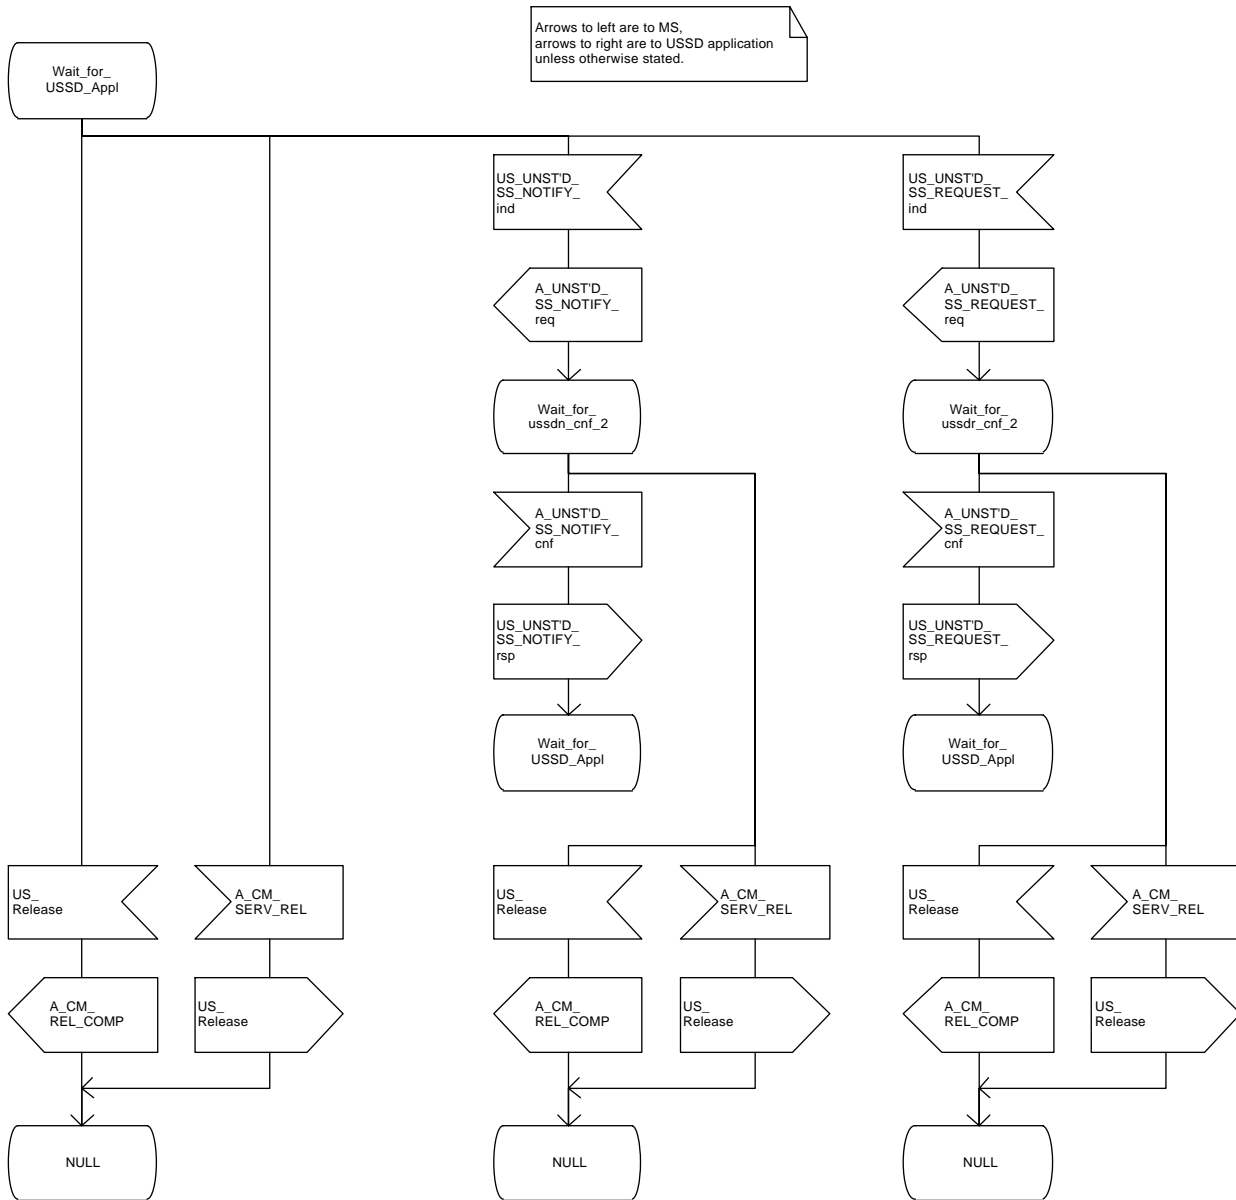 Arrows to left are to MS,
arrows to right are to USSD application
unless otherwise stated.
Wait_for_
USSD_Appl
US_UNST'D_
SS_NOTIFY_
ind
US_UNST'D_
SS_REQUEST_
ind
A_UNST'D_
SS_NOTIFY_
req
A_UNST'D_
SS_REQUEST_
req
Wait_for_
ussdn_cnf_2
Wait_for_
ussdr_cnf_2
A_UNST'D_
SS_NOTIFY_
cnf
A_UNST'D_
SS_REQUEST_
cnf
US_UNST'D_
SS_NOTIFY_
rsp
US_UNST'D_
SS_REQUEST_
rsp
Wait_for_
USSD_Appl
Wait_for_
USSD_Appl
US_
Release
A_CM_
SERV_REL
US_
Release
A_CM_
SERV_REL
US_
Release
A_CM_
SERV_REL
A_CM_
REL_COMP
US_
Release
A_CM_
REL_COMP
US_
Release
A_CM_
REL_COMP
US_
Release
NULL
NULL
NULL